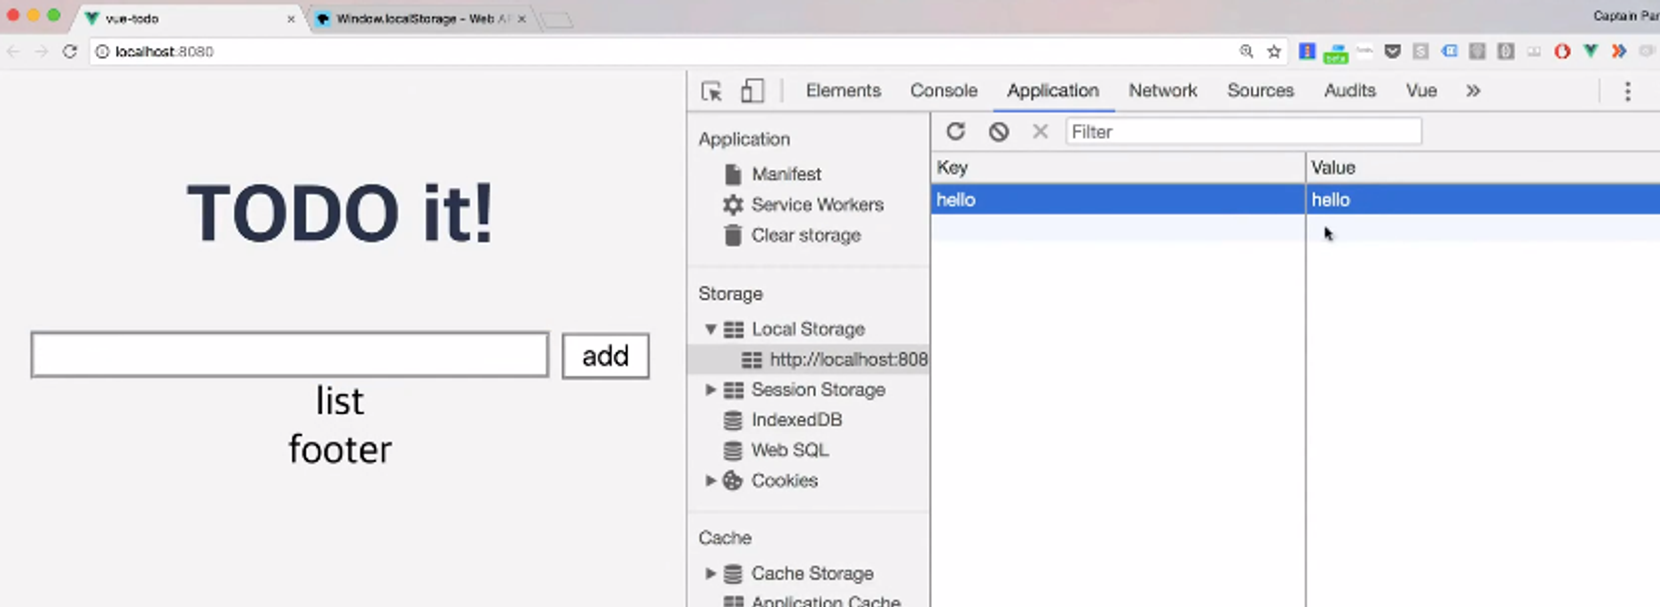 vue-todo
Window.localStorage - Web AP
Captain Pan
localhost:8080
Elements Console Application Network Sources Audits Vue
TODO it!
add
list
footer
Application
Manifest
Service Workers
Clear storage
Storage
Local Storage
http://localhost:808
Session Storage
IndexedDB
Web SQL
Cookies
Cache
Cache Storage
Application Cache
Filter
Key Value
hello hello